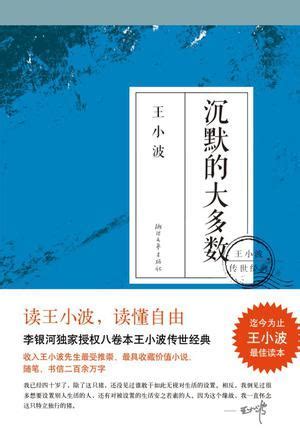 沉默的大多数
王小波
浙江文艺出版社
王小波
传世经典
读王小波，读懂自由
李银河独家授权八卷本王小波传世经典
收入王小波先生最受推崇、最具收藏价值小说、
随笔、书信二百余万字
迄今为止
王小波
最佳读本
我已经四十岁了，除了这只猪，还没见过谁敢于如此无视对生活的设置。相反，我倒见过很
多想要设置别人生活的人，还有对被设置的生活安之若素的人。因为这个缘故，我一直怀念
这只特立独行的猪。
——王小波